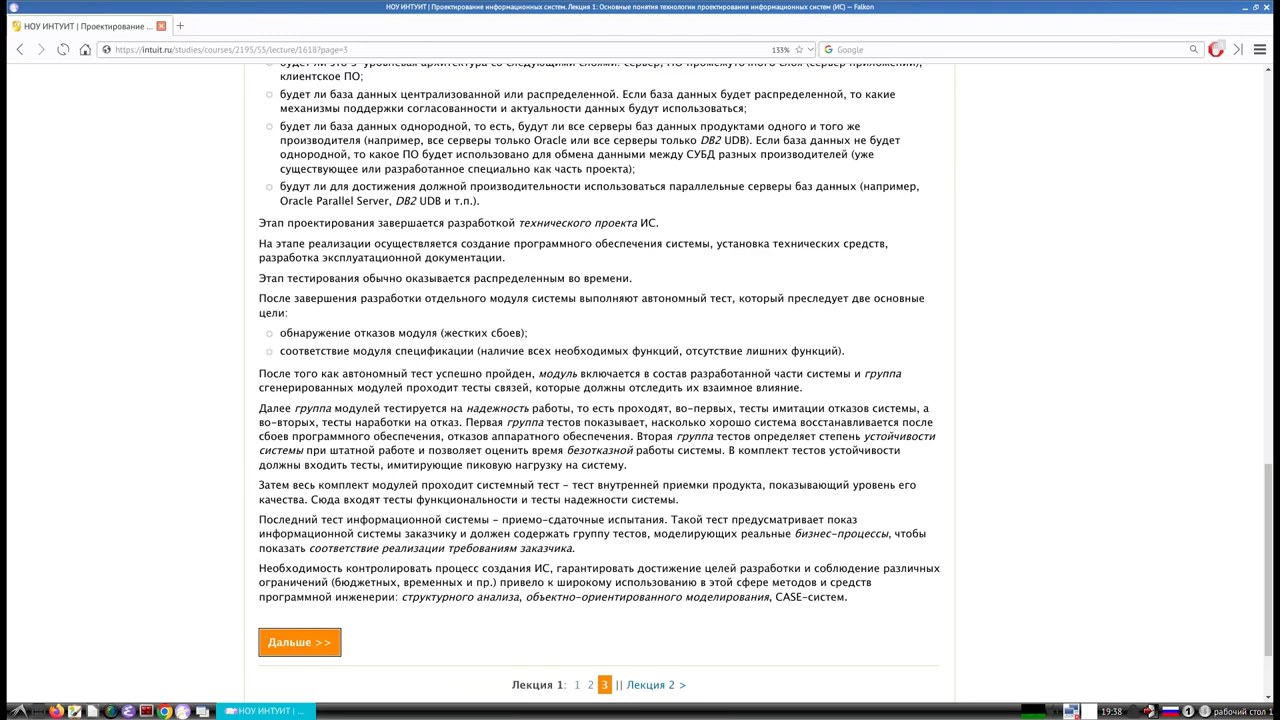 НОУ ИНТУИТ | Проектирование информационных систем. Лекция 1: Основные понятия технологии проектирования информационных систем (ИС) — Falkon
НОУ ИНТУИТ | Проектирование ...
https://intuit.ru/studies/courses/2195/55/lecture/1618?page=3
133%
Google
будет ли это 3-уровневая архитектура со следующими слоями: сервер, ПО промежуточного слоя (сервер приложений),
клиентское ПО;
будет ли база данных централизованной или распределенной. Если база данных будет распределенной, то какие
механизмы поддержки согласованности и актуальности данных будут использоваться;
будет ли база данных однородной, то есть, будут ли все серверы баз данных продуктами одного и того же
производителя (например, все серверы только Oracle или все серверы только DB2 UDB). Если база данных не будет
однородной, то какое ПО будет использовано для обмена данными между СУБД разных производителей (уже
существующее или разработанное специально как часть проекта);
будут ли для достижения должной производительности использоваться параллельные серверы баз данных (например,
Oracle Parallel Server, DB2 UDB и т.п.).
Этап проектирования завершается разработкой технического проекта ИС.
На этапе реализации осуществляется создание программного обеспечения системы, установка технических средств,
разработка эксплуатационной документации.
Этап тестирования обычно оказывается распределенным во времени.
После завершения разработки отдельного модуля системы выполняют автономный тест, который преследует две основные
цели:
обнаружение отказов модуля (жестких сбоев);
соответствие модуля спецификации (наличие всех необходимых функций, отсутствие лишних функций).
После того как автономный тест успешно пройден, модуль включается в состав разработанной части системы и группа
сгенерированных модулей проходит тесты связей, которые должны отследить их взаимное влияние.
Далее группа модулей тестируется на надежность работы, то есть проходят, во-первых, тесты имитации отказов системы, а
во-вторых, тесты наработки на отказ. Первая группа тестов показывает, насколько хорошо система восстанавливается после
сбоев программного обеспечения, отказов аппаратного обеспечения. Вторая группа тестов определяет степень устойчивости
системы при штатной работе и позволяет оценить время безотказной работы системы. В комплект тестов устойчивости
должны входить тесты, имитирующие пиковую нагрузку на систему.
Затем весь комплект модулей проходит системный тест – тест внутренней приемки продукта, показывающий уровень его
качества. Сюда входят тесты функциональности и тесты надежности системы.
Последний тест информационной системы – приемо-сдаточные испытания. Такой тест предусматривает показ
информационной системы заказчику и должен содержать группу тестов, моделирующих реальные бизнес-процессы, чтобы
показать соответствие реализации требованиям заказчика.
Необходимость контролировать процесс создания ИС, гарантировать достижение целей разработки и соблюдение различных
ограничений (бюджетных, временных и пр.) привело к широкому использованию в этой сфере методов и средств
программной инженерии: структурного анализа, объектно-ориентированного моделирования, CASE-систем.
Дальше >>
Лекция 1: 1 2 3 || Лекция 2 >
НОУ ИНТУИТ | ...
19:38
рабочий стол 1